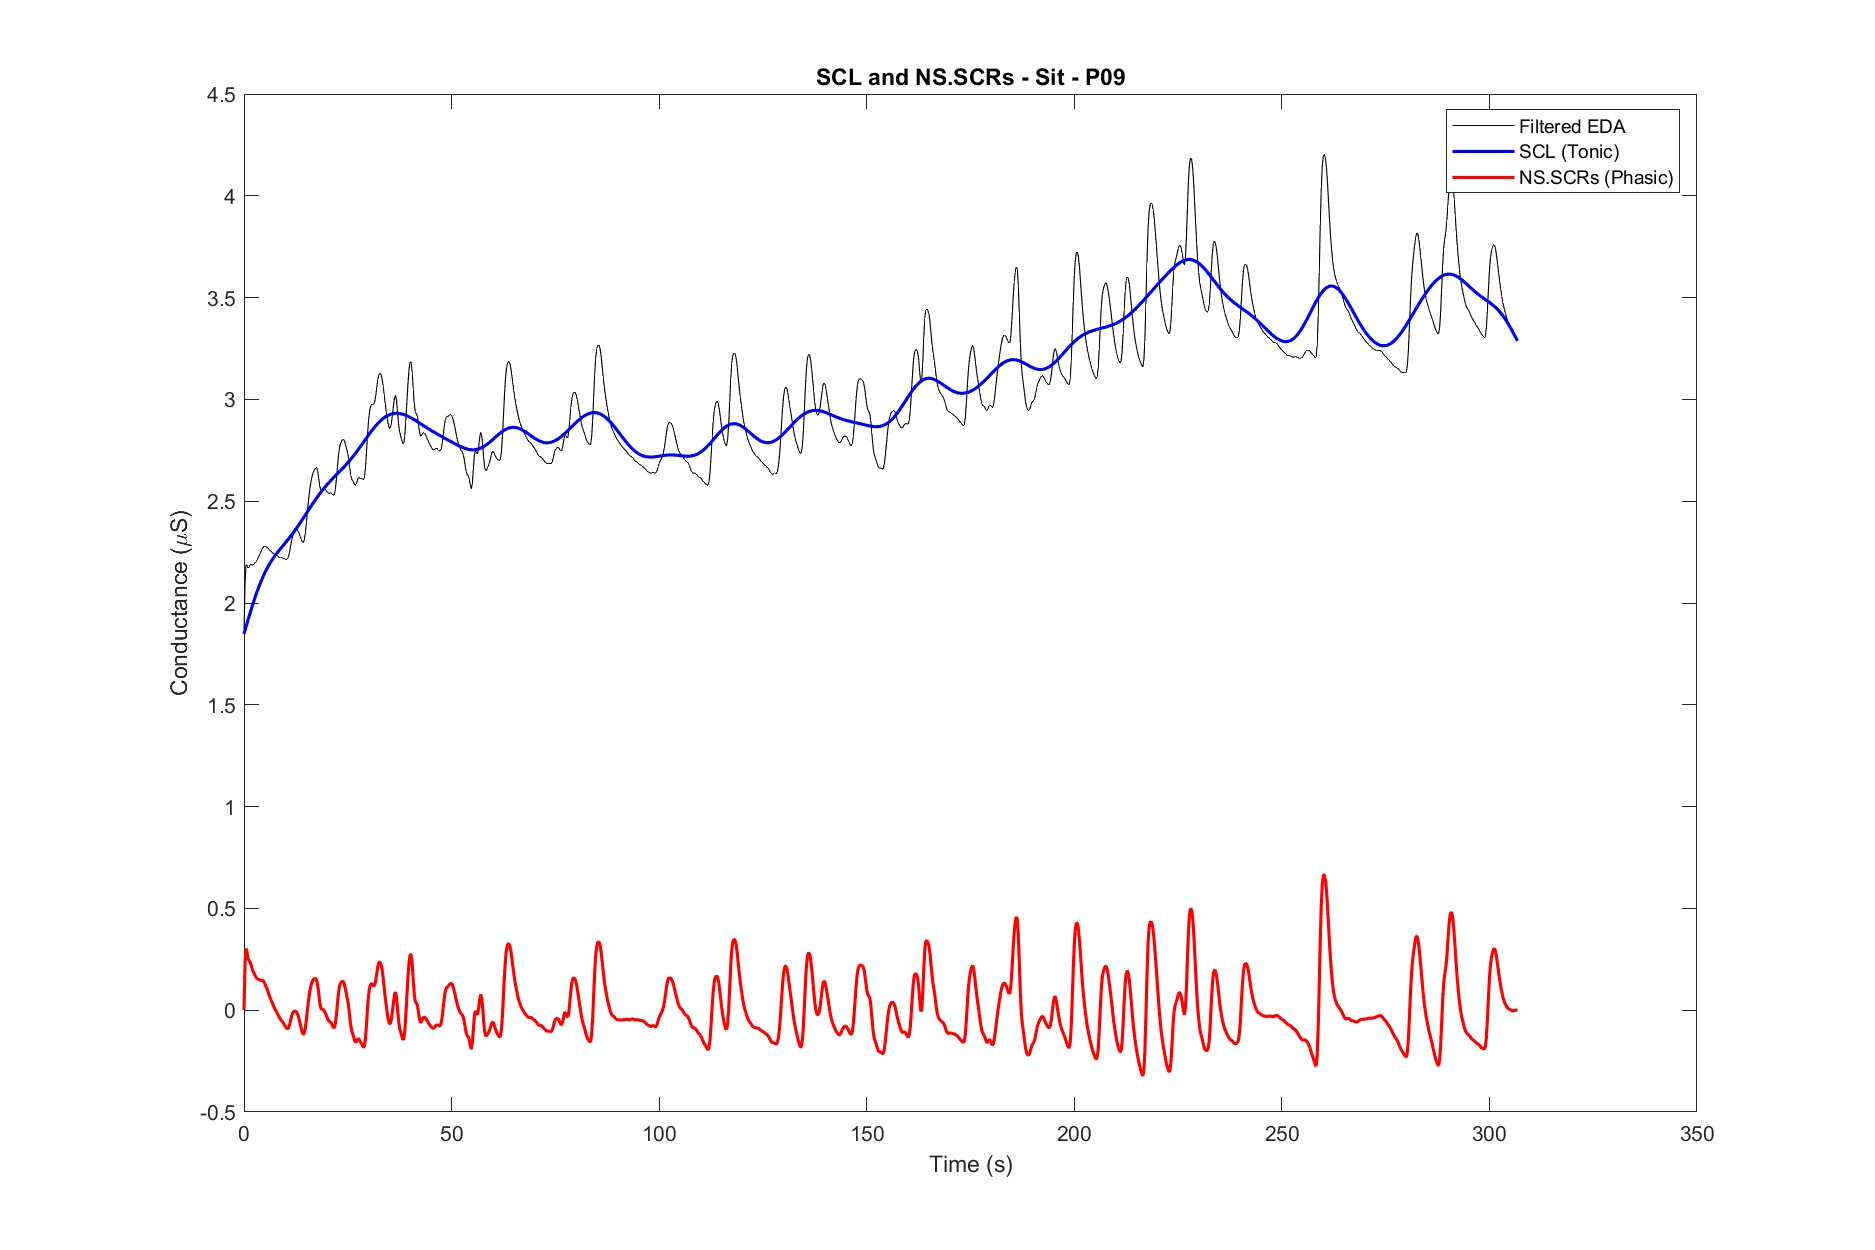 SCL and NS.SCRs - Sit - P09
4.5
4
3.5
3
2.5
2
1.5
1
0.5
0
-0.5
Conductance (μS)
Filtered EDA
SCL (Tonic)
NS.SCRs (Phasic)
0 50 100 150 200 250 300 350
Time (s)